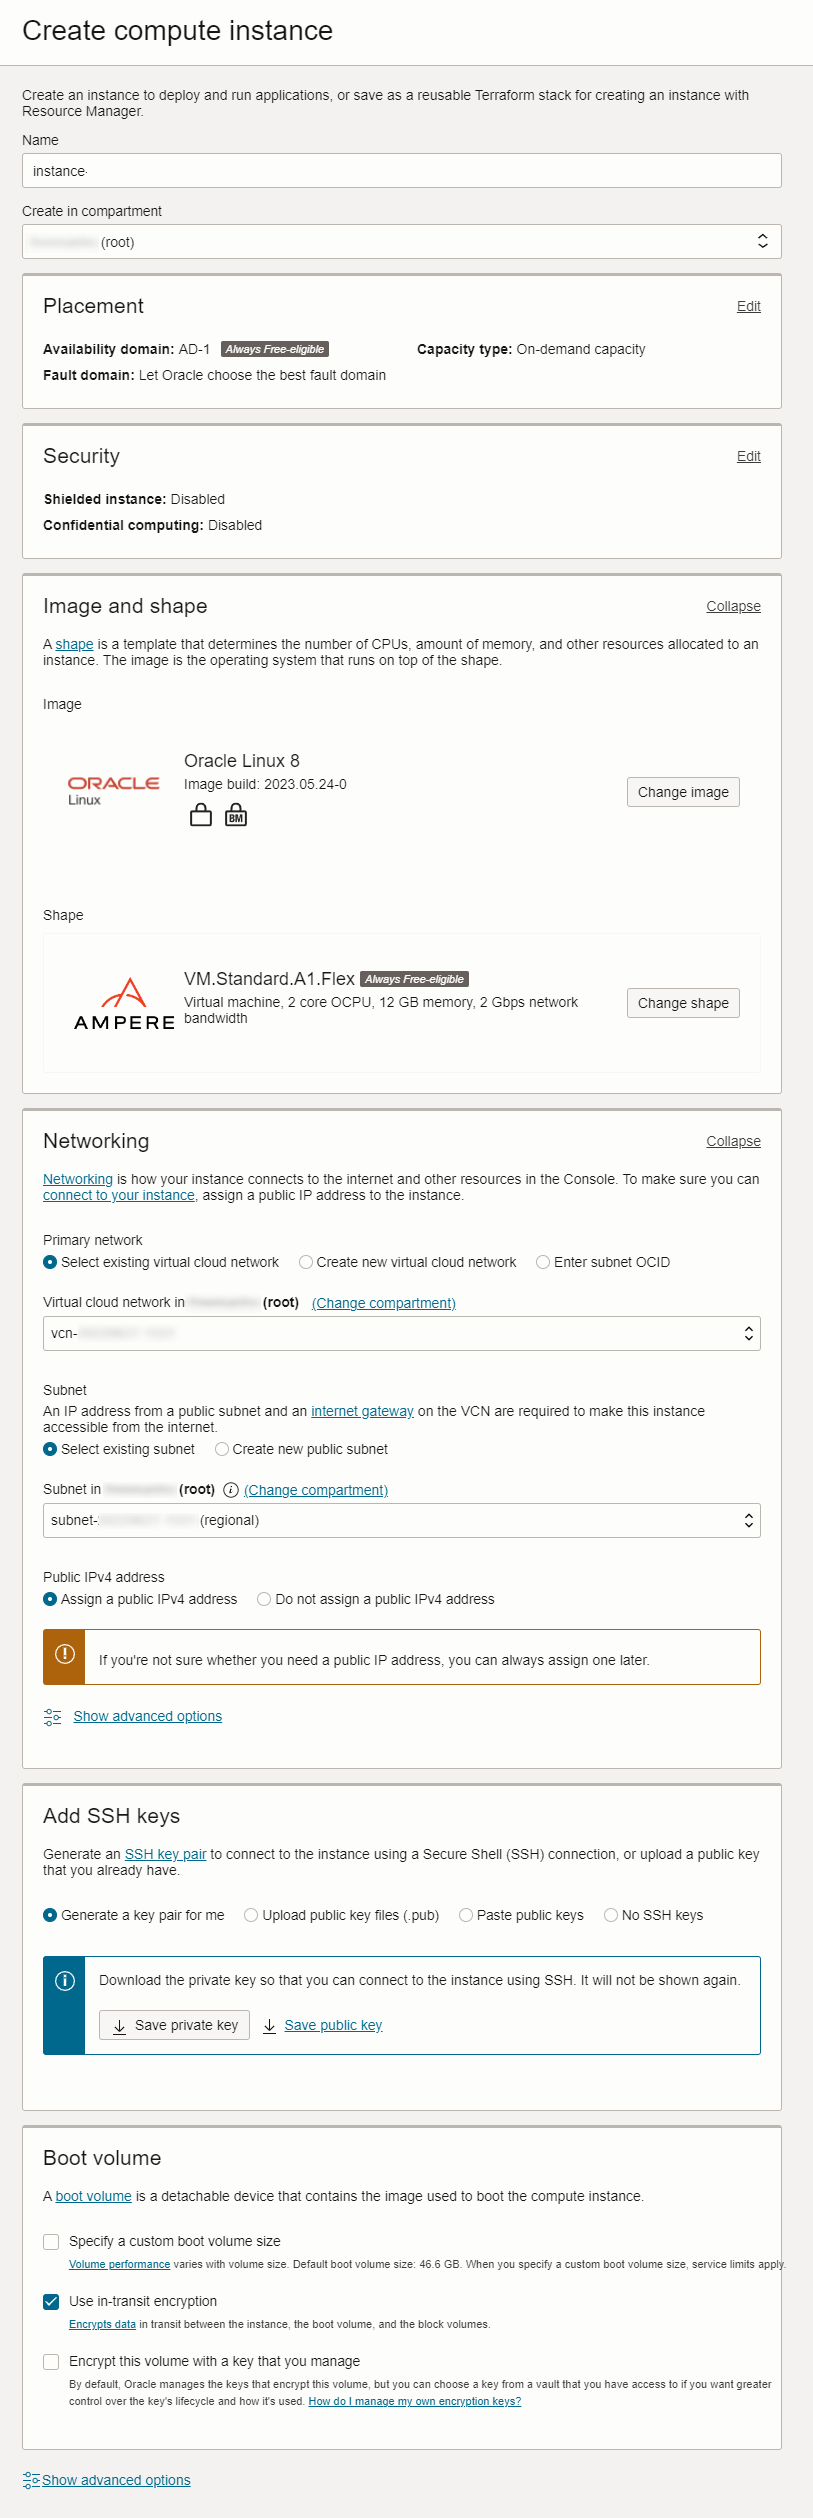 Create compute instance
Create an instance to deploy and run applications, or save as a reusable Terraform stack for creating an instance with
Resource Manager.
Name
instance-
Create in compartment
(root)
Placement Edit
Availability domain: AD-1 Always Free-eligible Capacity type: On-demand capacity
Fault domain: Let Oracle choose the best fault domain
Security Edit
Shielded instance: Disabled
Confidential computing: Disabled
Image and shape Collapse
A shape is a template that determines the number of CPUs, amount of memory, and other resources allocated to an
instance. The image is the operating system that runs on top of the shape.
Image
ORACLE
Linux
Oracle Linux 8
Image build: 2023.05.24-0
BM
Change image
Shape
AMPERE
VM.Standard.A1.Flex Always Free-eligible
Virtual machine, 2 core OCPU, 12 GB memory, 2 Gbps network
bandwidth
Change shape
Networking Collapse
Networking is how your instance connects to the internet and other resources in the Console. To make sure you can
connect to your instance, assign a public IP address to the instance.
Primary network
Select existing virtual cloud network Create new virtual cloud network Enter subnet OCID
Virtual cloud network in (root) (Change compartment)
vcn-
Subnet
An IP address from a public subnet and an internet gateway on the VCN are required to make this instance
accessible from the internet.
Select existing subnet Create new public subnet
Subnet in (root) (Change compartment)
subnet- (regional)
Public IPv4 address
Assign a public IPv4 address Do not assign a public IPv4 address
If you're not sure whether you need a public IP address, you can always assign one later.
Show advanced options
Add SSH keys
Generate an SSH key pair to connect to the instance using a Secure Shell (SSH) connection, or upload a public key
that you already have.
Generate a key pair for me Upload public key files (.pub) Paste public keys No SSH keys
Download the private key so that you can connect to the instance using SSH. It will not be shown again.
Save private key Save public key
Boot volume
A boot volume is a detachable device that contains the image used to boot the compute instance.
Specify a custom boot volume size
Volume performance varies with volume size. Default boot volume size: 46.6 GB. When you specify a custom boot volume size, service limits apply.
Use in-transit encryption
Encrypts data in transit between the instance, the boot volume, and the block volumes.
Encrypt this volume with a key that you manage
By default, Oracle manages the keys that encrypt this volume, but you can choose a key from a vault that you have access to if you want greater
control over the key's lifecycle and how it's used. How do I manage my own encryption keys?
Show advanced options